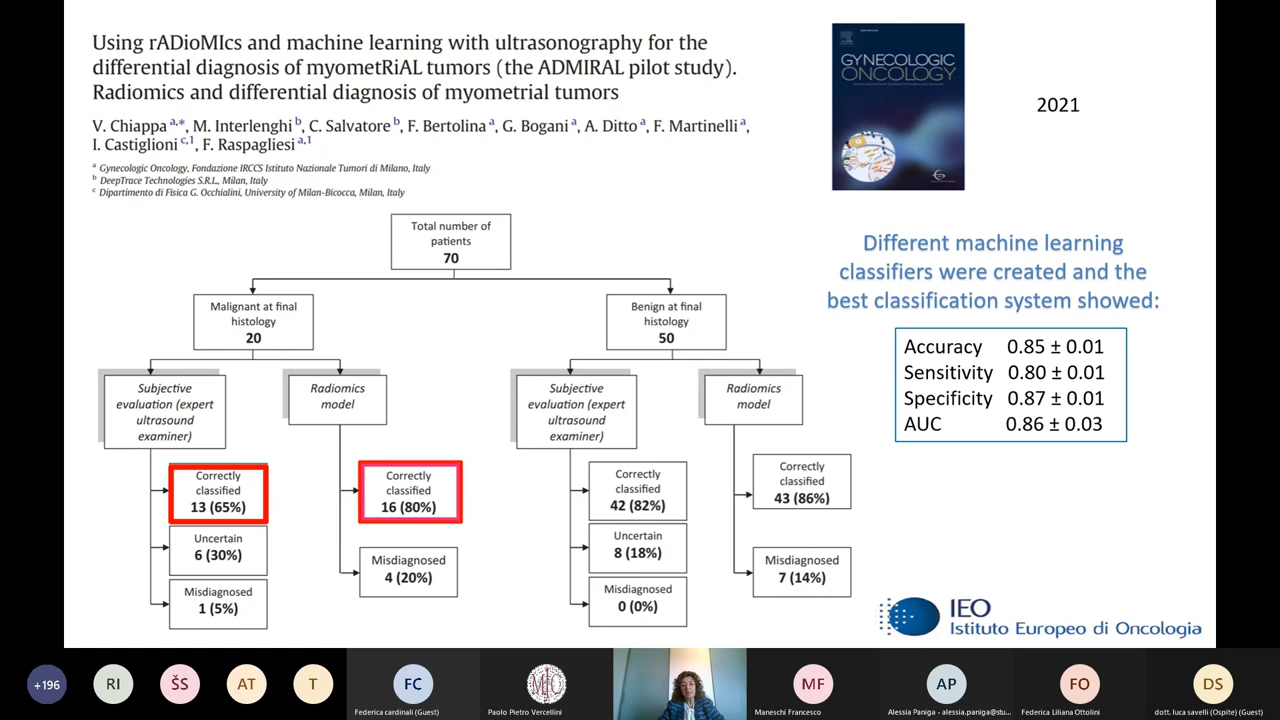 Using rADioMIcs and machine learning with ultrasonography for the
differential diagnosis of myometRiAL tumors (the ADMIRAL pilot study).
Radiomics and differential diagnosis of myometrial tumors
V. Chiappa a,*, M. Interlenghi b, C. Salvatore b, F. Bertolina a, G. Bogani a, A. Ditto a, F. Martinelli a,
I. Castiglioni c,1, F. Raspagliesi a,1
a Gynecologic Oncology, Fondazione IRCCS Istituto Nazionale Tumori di Milano, Italy
b DeepTrace Technologies S.R.L., Milan, Italy
c Dipartimento di Fisica G. Occhialini, University of Milan-Bicocca, Milan, Italy
GYNECOLOGIC
ONCOLOGY
2021
Total number of
patients
70
Malignant at final
histology
20
Benign at final
histology
50
Subjective
evaluation (expert
ultrasound
examiner)
Radiomics
model
Subjective
evaluation (expert
ultrasound
examiner)
Radiomics
model
Correctly
classified
13 (65%)
Uncertain
6 (30%)
Misdiagnosed
1 (5%)
Correctly
classified
16 (80%)
Misdiagnosed
4 (20%)
Correctly
classified
42 (82%)
Uncertain
8 (18%)
Misdiagnosed
0 (0%)
Correctly
classified
43 (86%)
Misdiagnosed
7 (14%)
Different machine learning
classifiers were created and the
best classification system showed:
Accuracy 0.85 ± 0.01
Sensitivity 0.80 ± 0.01
Specificity 0.87 ± 0.01
AUC 0.86 ± 0.03
IEO
Istituto Europeo di Oncologia
+196
RI
ŠS
AT
T
FC
Federica cardinali (Guest)
Paolo Pietro Vercellini
MF
Maneschi Francesco
AP
Alessia Paniga - alessia.paniga@stu...
FO
Federica Liliana Ottolini
DS
dott. luca savelli (Ospite) (Guest)